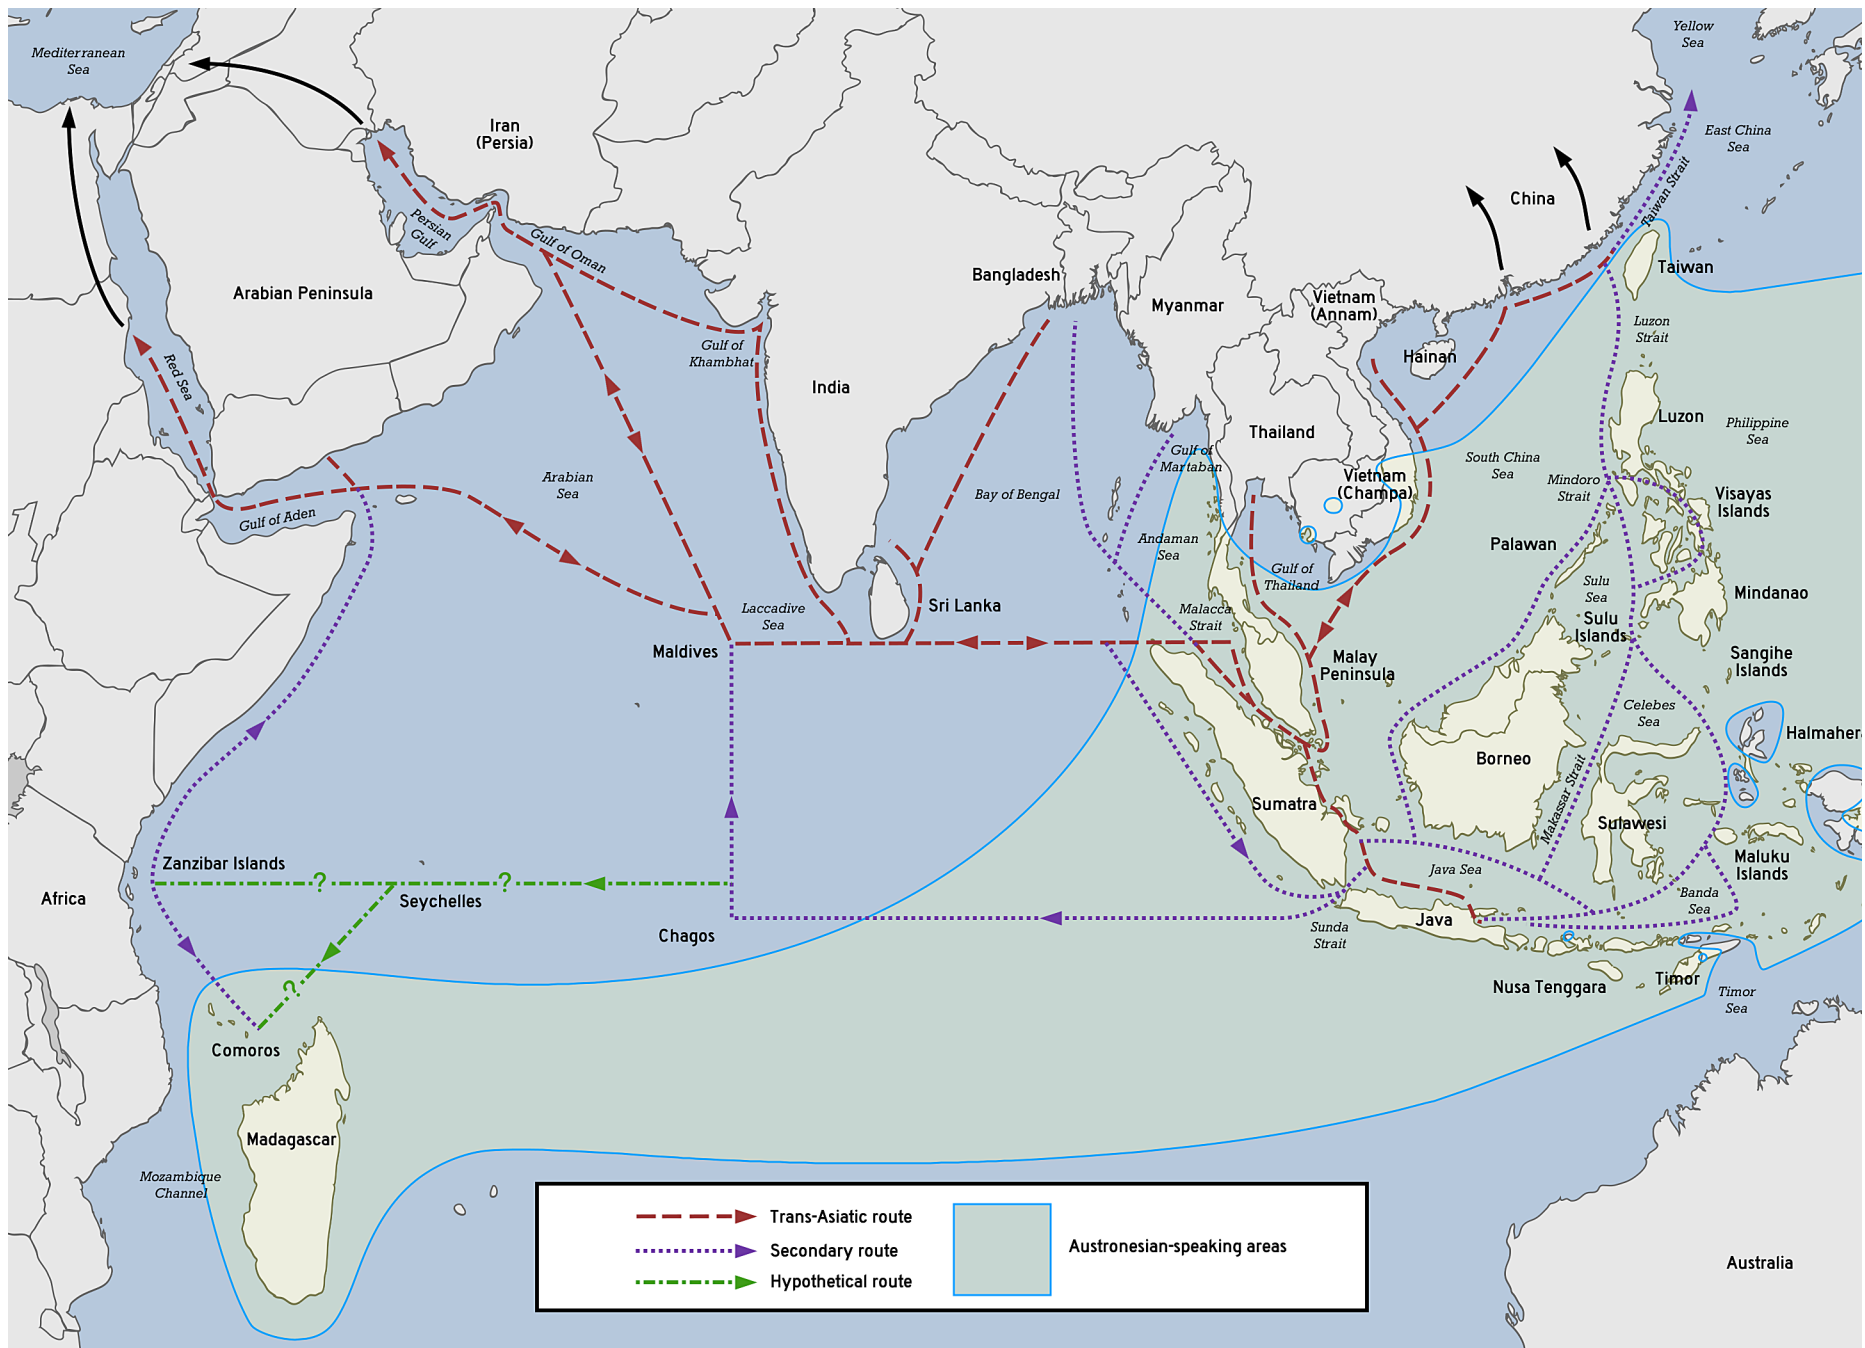 Mediterranean
Sea
Yellow
Sea
Iran
(Persia)
East China
Sea
China
Taiwan Strait
Persian
Gulf
Gulf of Oman
Arabian Peninsula
Bangladesh
Myanmar
Vietnam
(Annam)
Taiwan
Luzon
Strait
Red Sea
Gulf of
Khambhat
India
Hainan
Luzon
Philippine
Sea
Thailand
Gulf of
Martaban
South China
Sea
Arabian
Sea
Bay of Bengal
Vietnam
(Champa)
Mindoro
Strait
Visayas
Islands
Gulf of Aden
Andaman
Sea
Palawan
Gulf of
Thailand
Sulu
Sea
Mindanao
Laccadive
Sea
Sri Lanka
Malacca
Strait
Sulu
Islands
Maldives
Malay
Peninsula
Sangihe
Islands
Celebes
Sea
Halmahera
Borneo
Makassar Strait
Sumatra
Sulawesi
Zanzibar Islands
Maluku
Islands
Java Sea
Africa
?
?
Seychelles
Banda
Sea
Java
Chagos
Sunda
Strait
Nusa Tenggara
Timor
?
Timor
Sea
Comoros
Madagascar
Mozambique
Channel
Trans-Asiatic route
Secondary route
Hypothetical route
Austronesian-speaking areas
Australia